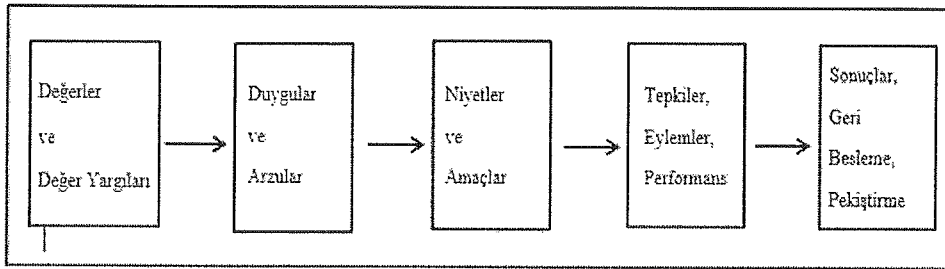 Değerler
ve
Değer Yargıları
Duygular
ve
Arzular
Niyetler
ve
Amaçlar
Tepkiler,
Eylemler,
Performans
Sonuçlar,
Geri
Besleme,
Pekiştirme